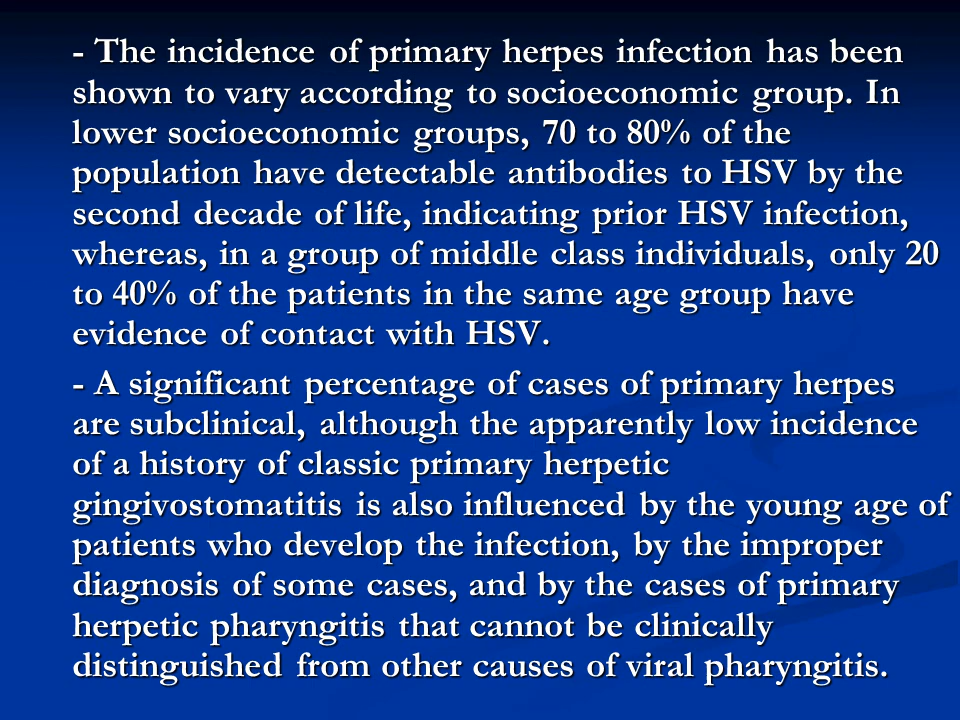 - The incidence of primary herpes infection has been
shown to vary according to socioeconomic group. In
lower socioeconomic groups, 70 to 80% of the
population have detectable antibodies to HSV by the
second decade of life, indicating prior HSV infection,
whereas, in a group of middle class individuals, only 20
to 40% of the patients in the same age group have
evidence of contact with HSV.
- A significant percentage of cases of primary herpes
are subclinical, although the apparently low incidence
of a history of classic primary herpetic
gingivostomatitis is also influenced by the young age of
patients who develop the infection, by the improper
diagnosis of some cases, and by the cases of primary
herpetic pharyngitis that cannot be clinically
distinguished from other causes of viral pharyngitis.